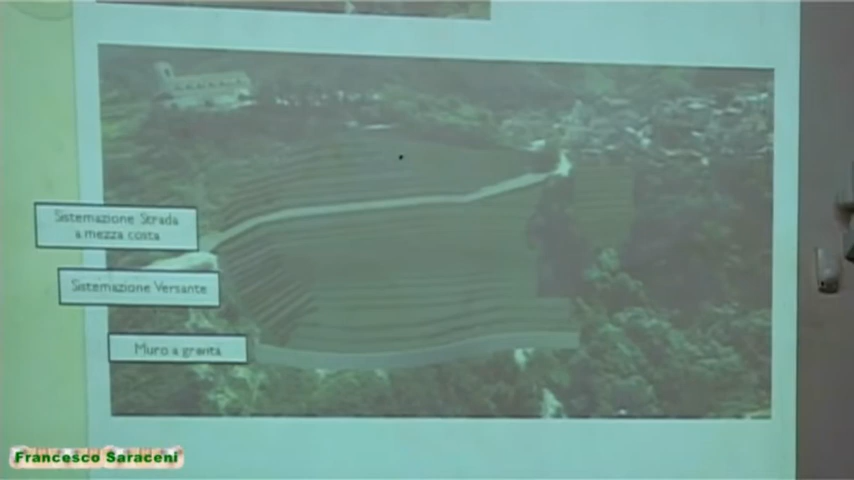 Sistemazione Strada
a mezza costa
Sistemazione Versante
Muro a gravità
Francesco Saraceni